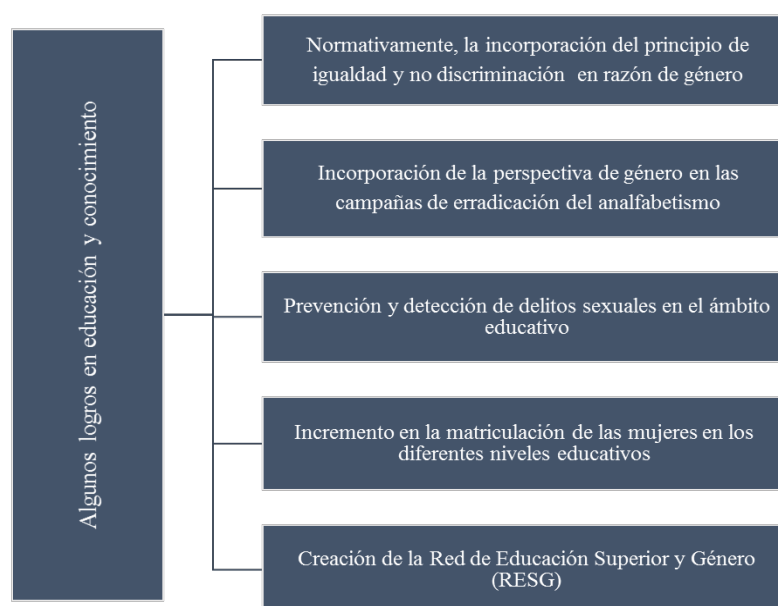 Algunos logros en educación y conocimiento
Normativamente, la incorporación del principio de
igualdad y no discriminación en razón de género
Incorporación de la perspectiva de género en las
campañas de erradicación del analfabetismo
Prevención y detección de delitos sexuales en el ámbito
educativo
Incremento en la matriculación de las mujeres en los
diferentes niveles educativos
Creación de la Red de Educación Superior y Género
(RESG)